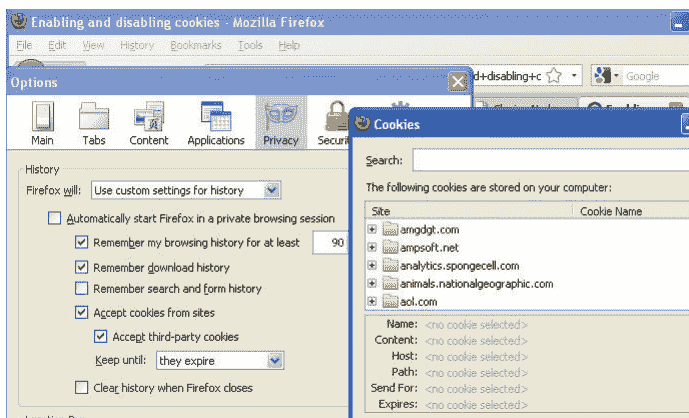 Enabling and disabling cookies - Mozilla Firefox
File Edit View History Bookmarks Tools Help
d+disabling+c Google
Options
Main Tabs Content Applications Privacy Securi
History
Firefox will: Use custom settings for history
Automatically start Firefox in a private browsing session
Remember my browsing history for at least 90
Remember download history
Remember search and form history
Accept cookies from sites
Accept third-party cookies
Keep until: they expire
Clear history when Firefox closes
Cookies
Search:
The following cookies are stored on your computer:
Site Cookie Name
amgdgt.com
ampsoft.net
analytics.spongecell.com
animals.nationalgeographic.com
aol.com
Name: <no cookie selected>
Content: <no cookie selected>
Host: <no cookie selected>
Path: <no cookie selected>
Send For: <no cookie selected>
Expires: <no cookie selected>